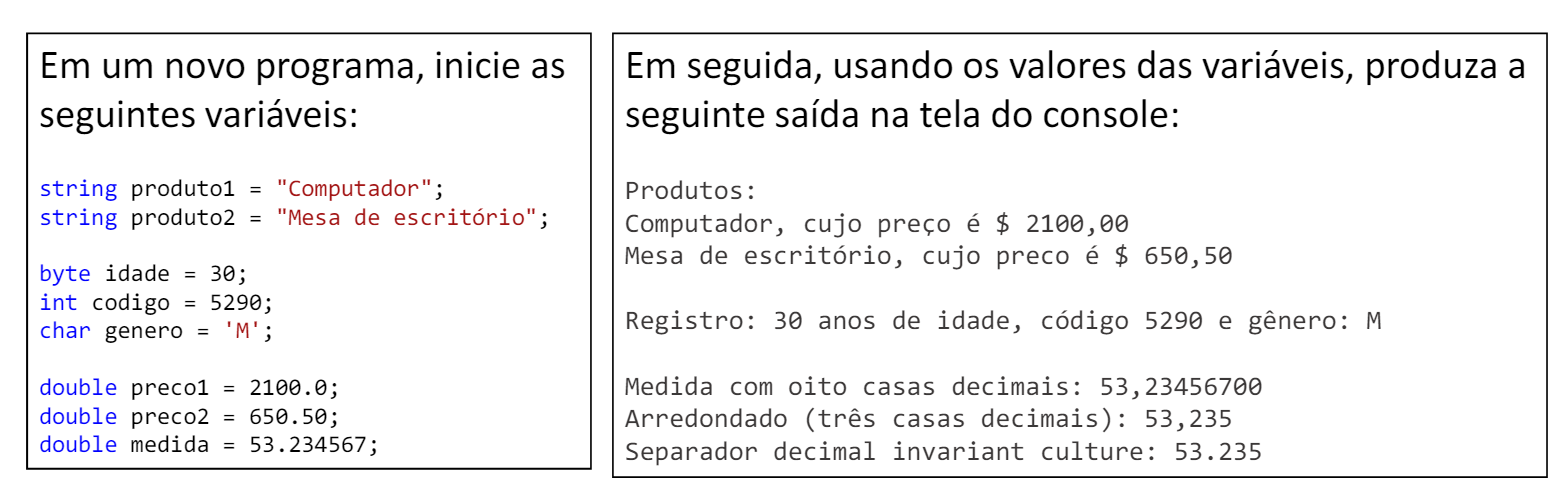 Em um novo programa, inicie as
seguintes variáveis:
string produto1 = "Computador";
string produto2 = "Mesa de escritório";
byte idade = 30;
int codigo = 5290;
char genero = 'M';
double preco1 = 2100.0;
double preco2 = 650.50;
double medida = 53.234567;
Em seguida, usando os valores das variáveis, produza a
seguinte saída na tela do console:
Produtos:
Computador, cujo preço é $ 2100,00
Mesa de escritório, cujo preco é $ 650,50
Registro: 30 anos de idade, código 5290 e gênero: M
Medida com oito casas decimais: 53,23456700
Arredondado (três casas decimais): 53,235
Separador decimal invariant culture: 53.235